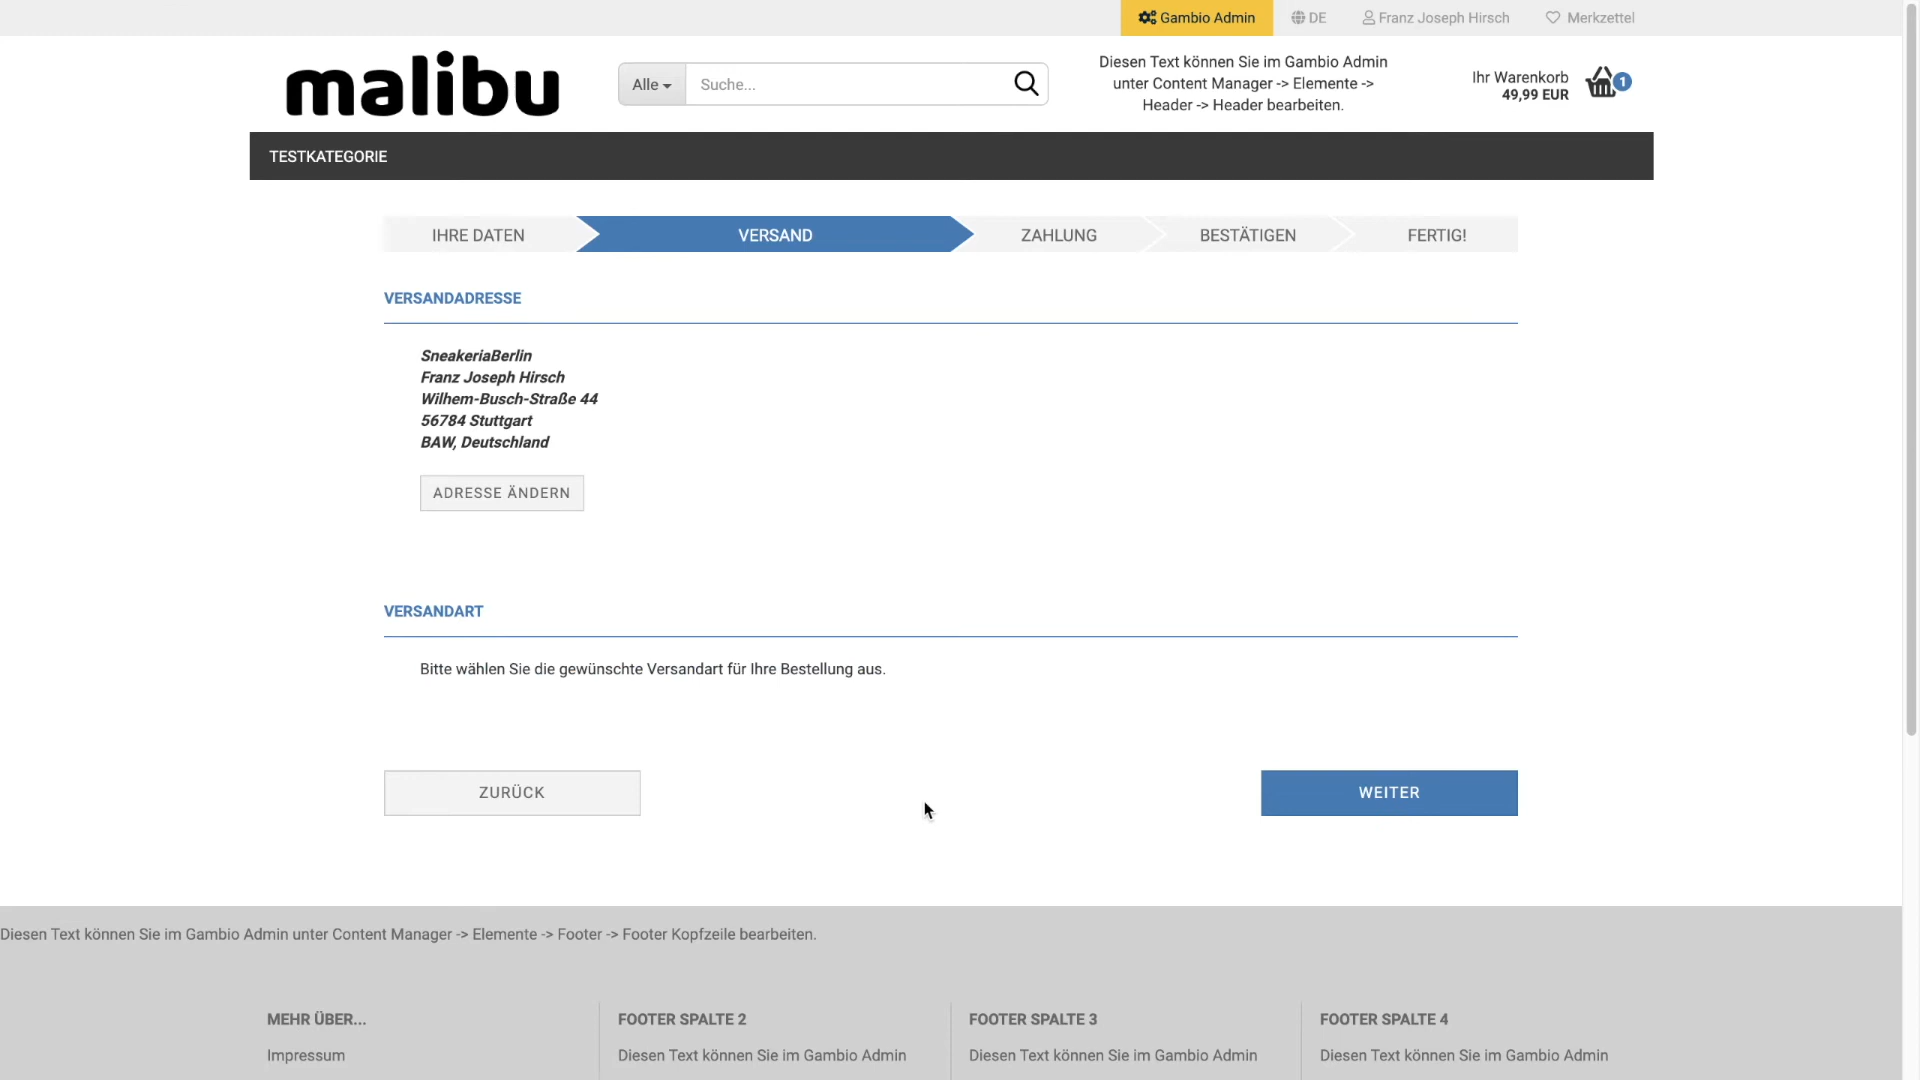 Gambio Admin
DE
Franz Joseph Hirsch
Merkzettel
malibu
Alle
Suche...
Diesen Text können Sie im Gambio Admin
unter Content Manager -> Elemente ->
Header -> Header bearbeiten.
Ihr Warenkorb
49,99 EUR
1
TESTKATEGORIE
IHRE DATEN
VERSAND
ZAHLUNG
BESTÄTIGEN
FERTIG!
VERSANDADRESSE
SneakeriaBerlin
Franz Joseph Hirsch
Wilhem-Busch-Straße 44
56784 Stuttgart
BAW, Deutschland
ADRESSE ÄNDERN
VERSANDART
Bitte wählen Sie die gewünschte Versandart für Ihre Bestellung aus.
ZURÜCK
WEITER
Diesen Text können Sie im Gambio Admin unter Content Manager -> Elemente -> Footer -> Footer Kopfzeile bearbeiten.
MEHR ÜBER...
Impressum
FOOTER SPALTE 2
Diesen Text können Sie im Gambio Admin
FOOTER SPALTE 3
Diesen Text können Sie im Gambio Admin
FOOTER SPALTE 4
Diesen Text können Sie im Gambio Admin